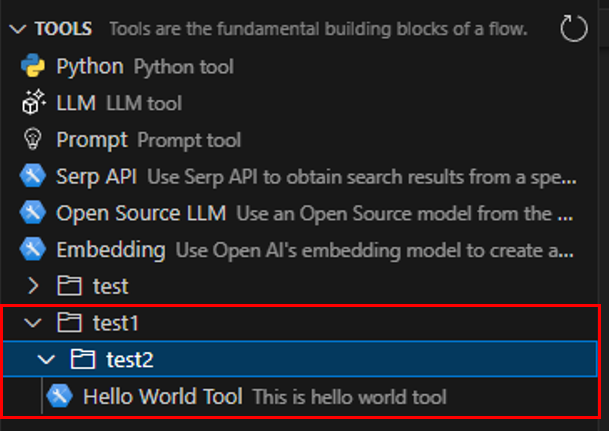 TOOLS Tools are the fundamental building blocks of a flow.
Python Python tool
LLM LLM tool
Prompt Prompt tool
Serp API Use Serp API to obtain search results from a spe...
Open Source LLM Use an Open Source model from the ...
Embedding Use Open AI's embedding model to create a...
test
test1
test2
Hello World Tool This is hello world tool